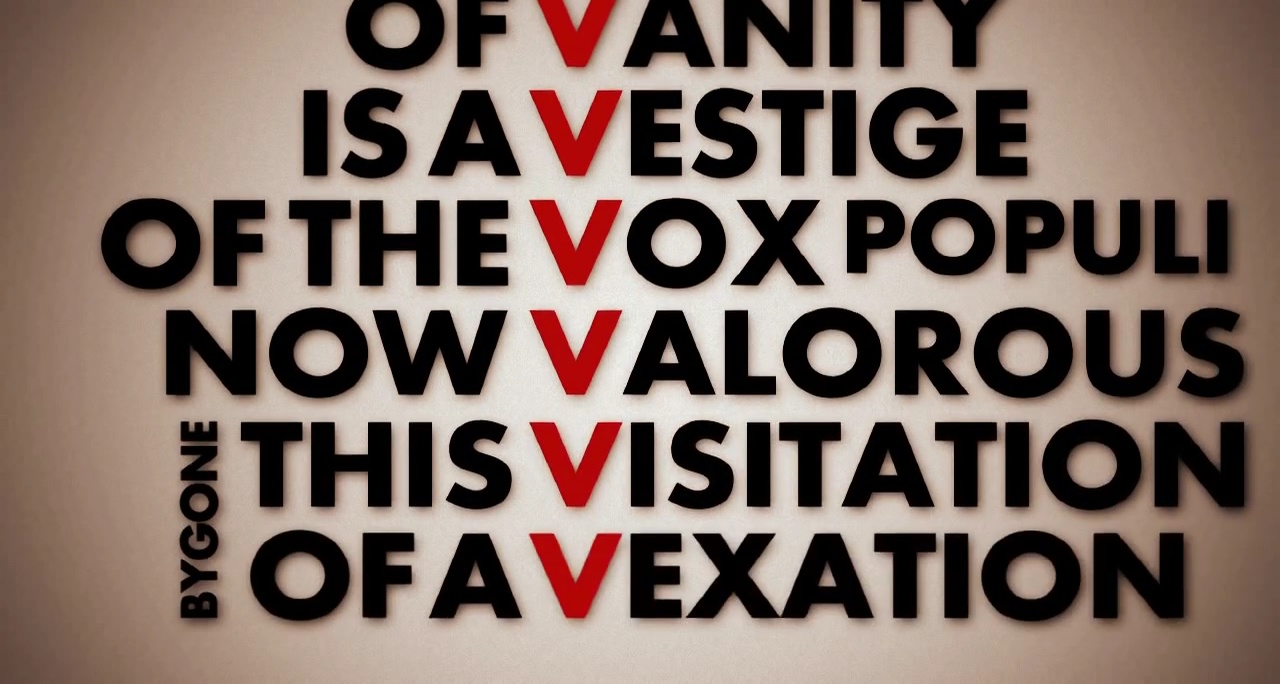 OF VANITY
IS A VESTIGE
OF THE VOX POPULI
NOW VALOROUS
THIS VISITATION
BYGONE
OF A VEXATION